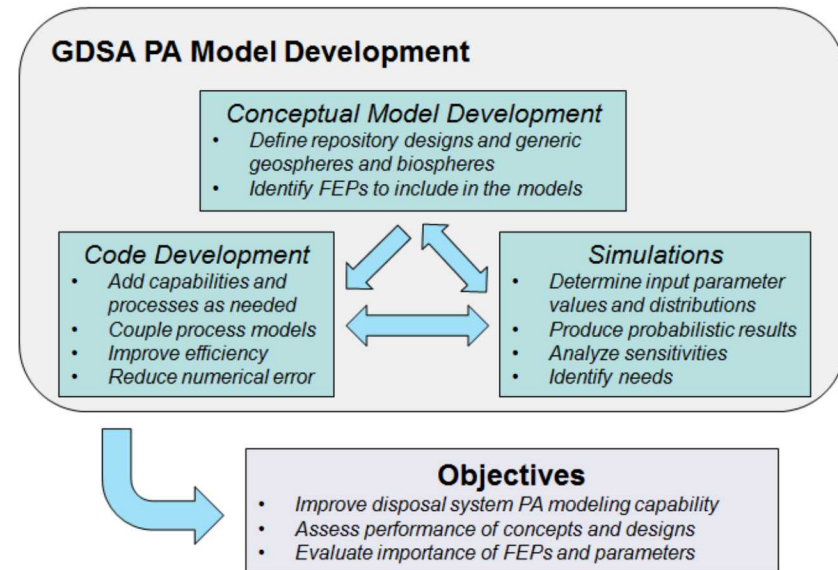 GDSA PA Model Development
Conceptual Model Development
• Define repository designs and generic
geospheres and biospheres
• Identify FEPs to include in the models
Code Development
• Add capabilities and
processes as needed
• Couple process models
• Improve efficiency
• Reduce numerical error
Simulations
• Determine input parameter
values and distributions
• Produce probabilistic results
• Analyze sensitivities
• Identify needs
Objectives
• Improve disposal system PA modeling capability
• Assess performance of concepts and designs
• Evaluate importance of FEPs and parameters